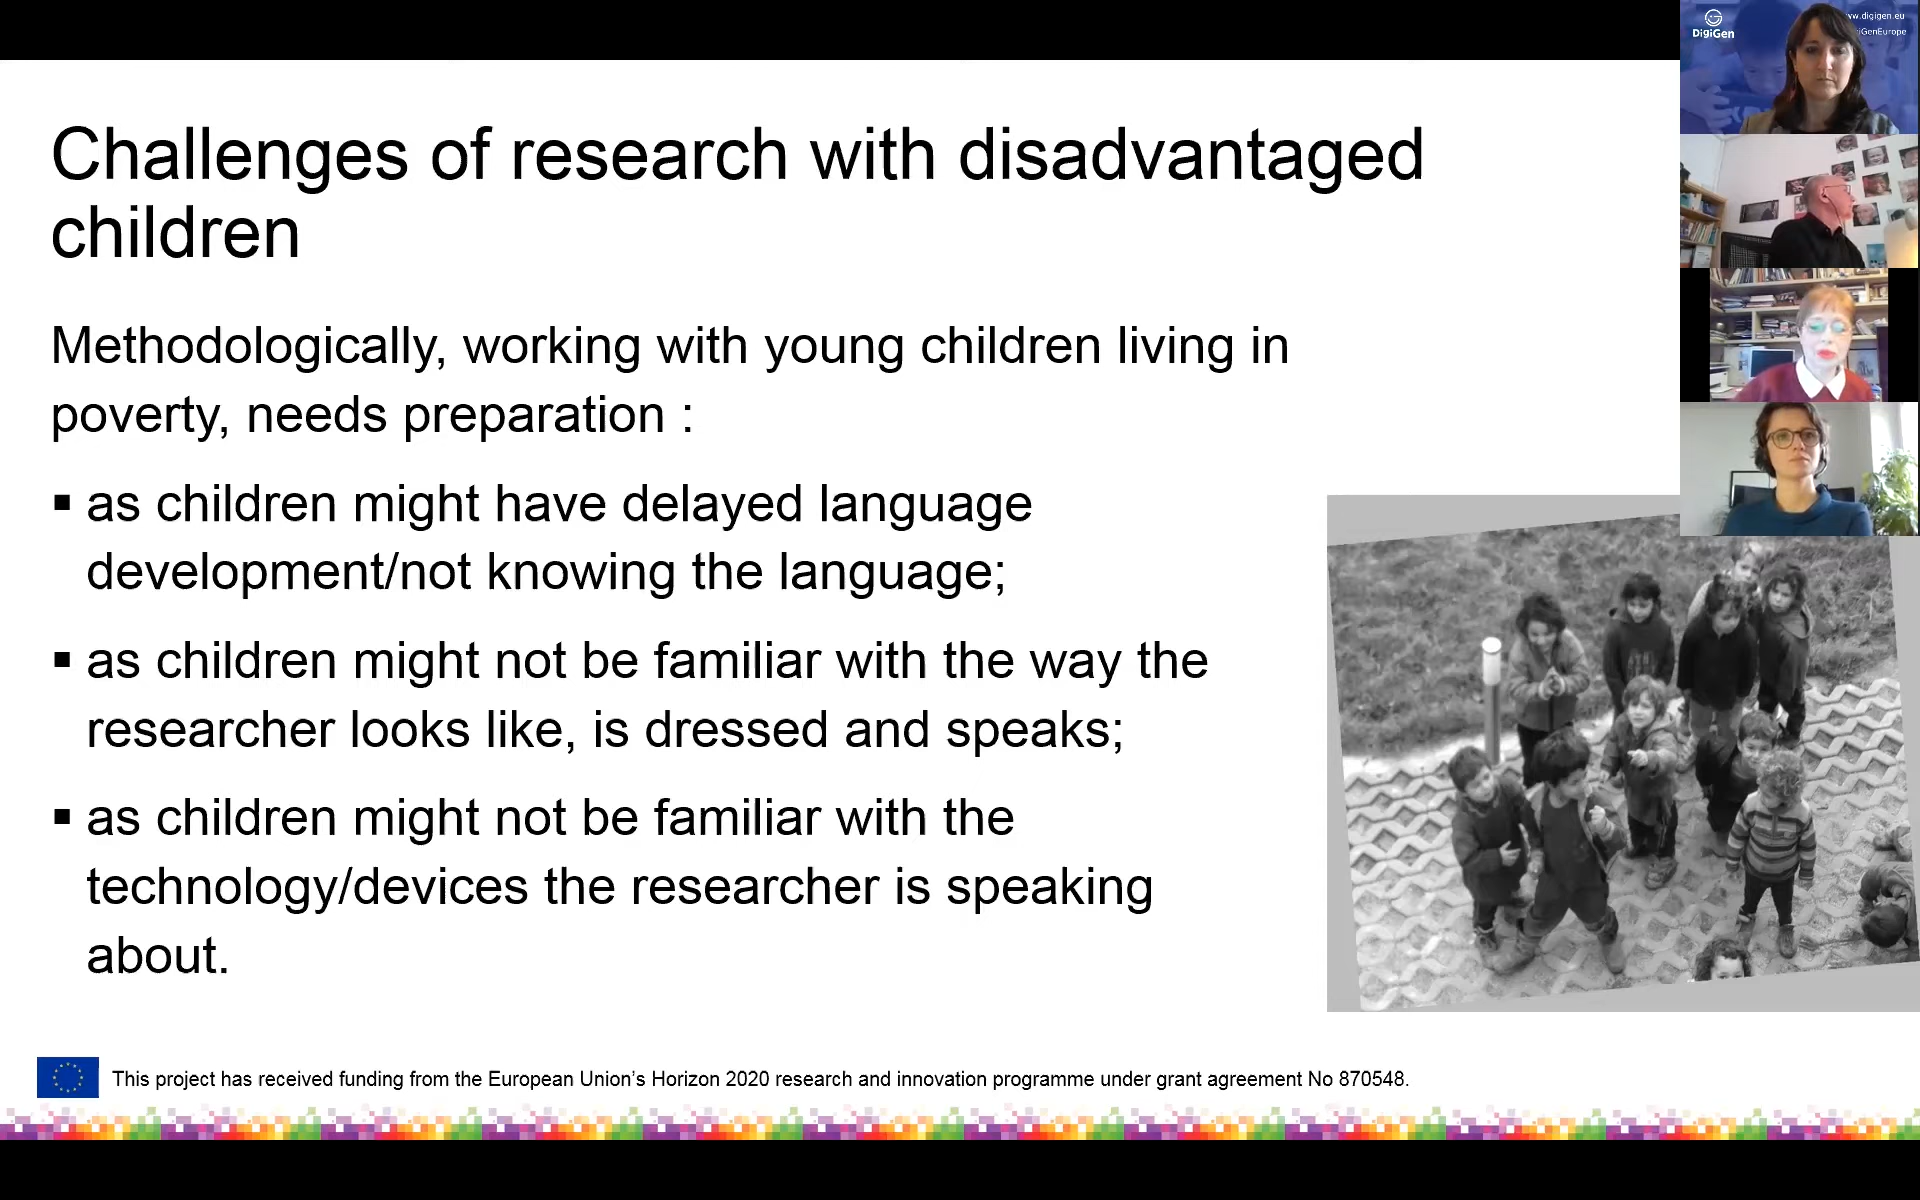 Challenges of research with disadvantaged
children
Methodologically, working with young children living in
poverty, needs preparation :
▪ as children might have delayed language
development/not knowing the language;
▪ as children might not be familiar with the way the
researcher looks like, is dressed and speaks;
▪ as children might not be familiar with the
technology/devices the researcher is speaking
about.
This project has received funding from the European Union’s Horizon 2020 research and innovation programme under grant agreement No 870548.
DigiGen
ww.digigen.eu
iGenEurope